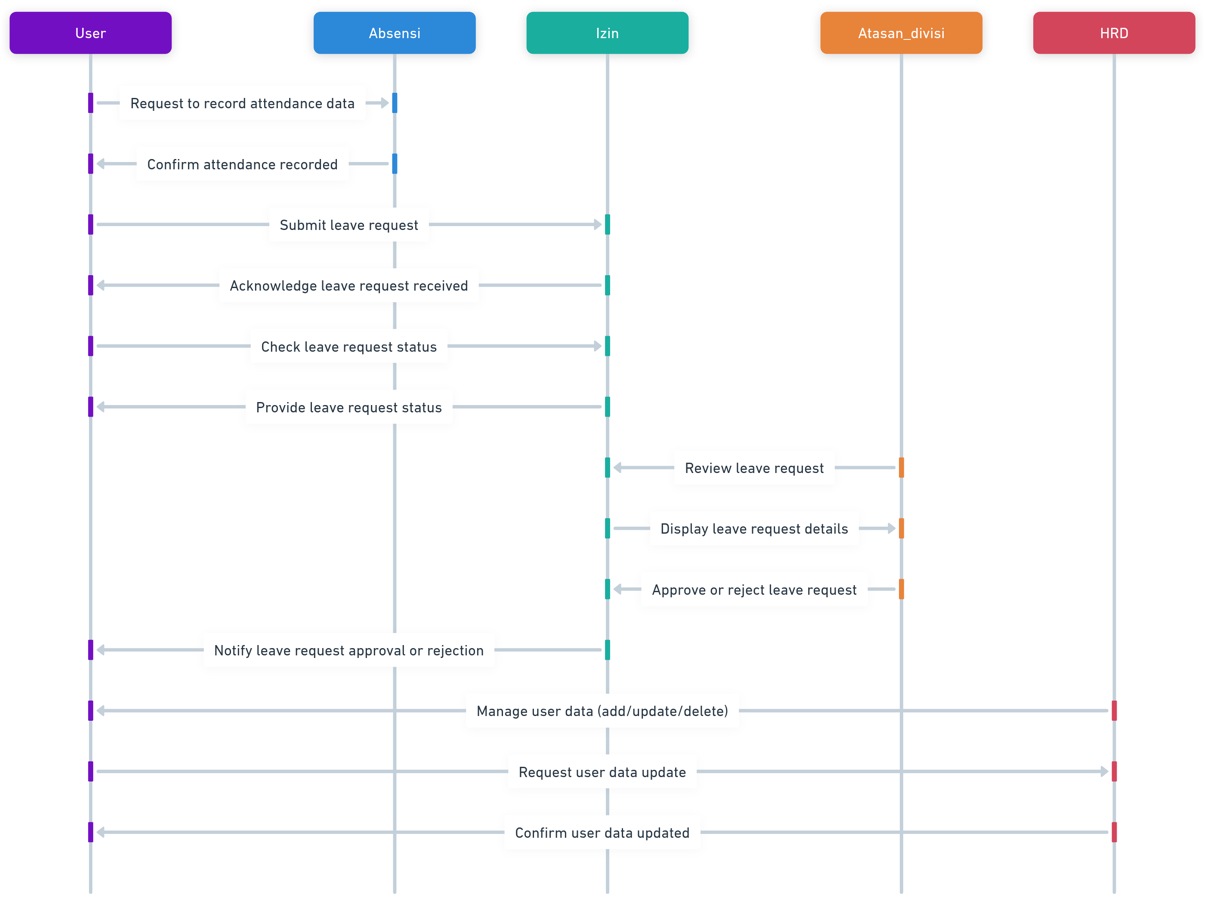 User
Absensi
Izin
Atasan_divisi
HRD
Request to record attendance data
Confirm attendance recorded
Submit leave request
Acknowledge leave request received
Check leave request status
Provide leave request status
Review leave request
Display leave request details
Approve or reject leave request
Notify leave request approval or rejection
Manage user data (add/update/delete)
Request user data update
Confirm user data updated